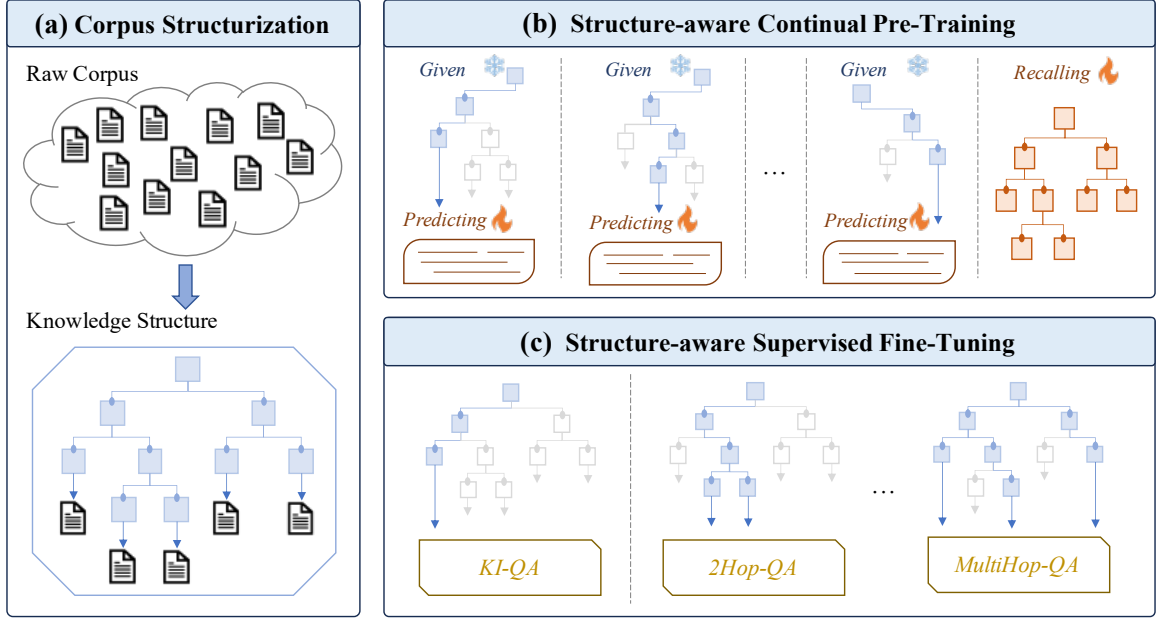 (a) Corpus Structurization
Raw Corpus
Knowledge Structure
(b) Structure-aware Continual Pre-Training
Given
Given
Given
Recalling
...
Predicting
Predicting
Predicting
(c) Structure-aware Supervised Fine-Tuning
...
KI-QA
2Hop-QA
MultiHop-QA